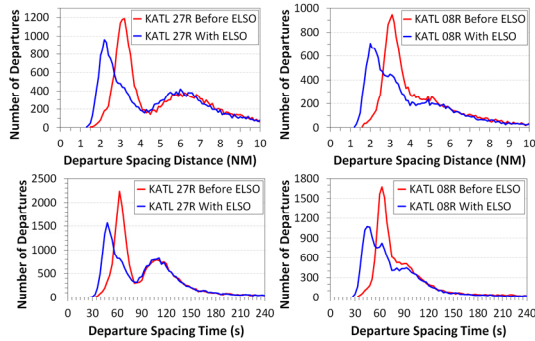 KATL 27R Before ELSO
KATL 27R With ELSO
Number of Departures
1200
1000
800
600
400
200
0
0 1 2 3 4 5 6 7 8 9 10
Departure Spacing Distance (NM)
KATL 08R Before ELSO
KATL 08R With ELSO
Number of Departures
1000
800
600
400
200
0
0 1 2 3 4 5 6 7 8 9 10
Departure Spacing Distance (NM)
KATL 27R Before ELSO
KATL 27R With ELSO
Number of Departures
2500
2000
1500
1000
500
0
0 30 60 90 120 150 180 210 240
Departure Spacing Time (s)
KATL 08R Before ELSO
KATL 08R With ELSO
Number of Departures
1800
1500
1200
900
600
300
0
0 30 60 90 120 150 180 210 240
Departure Spacing Time (s)